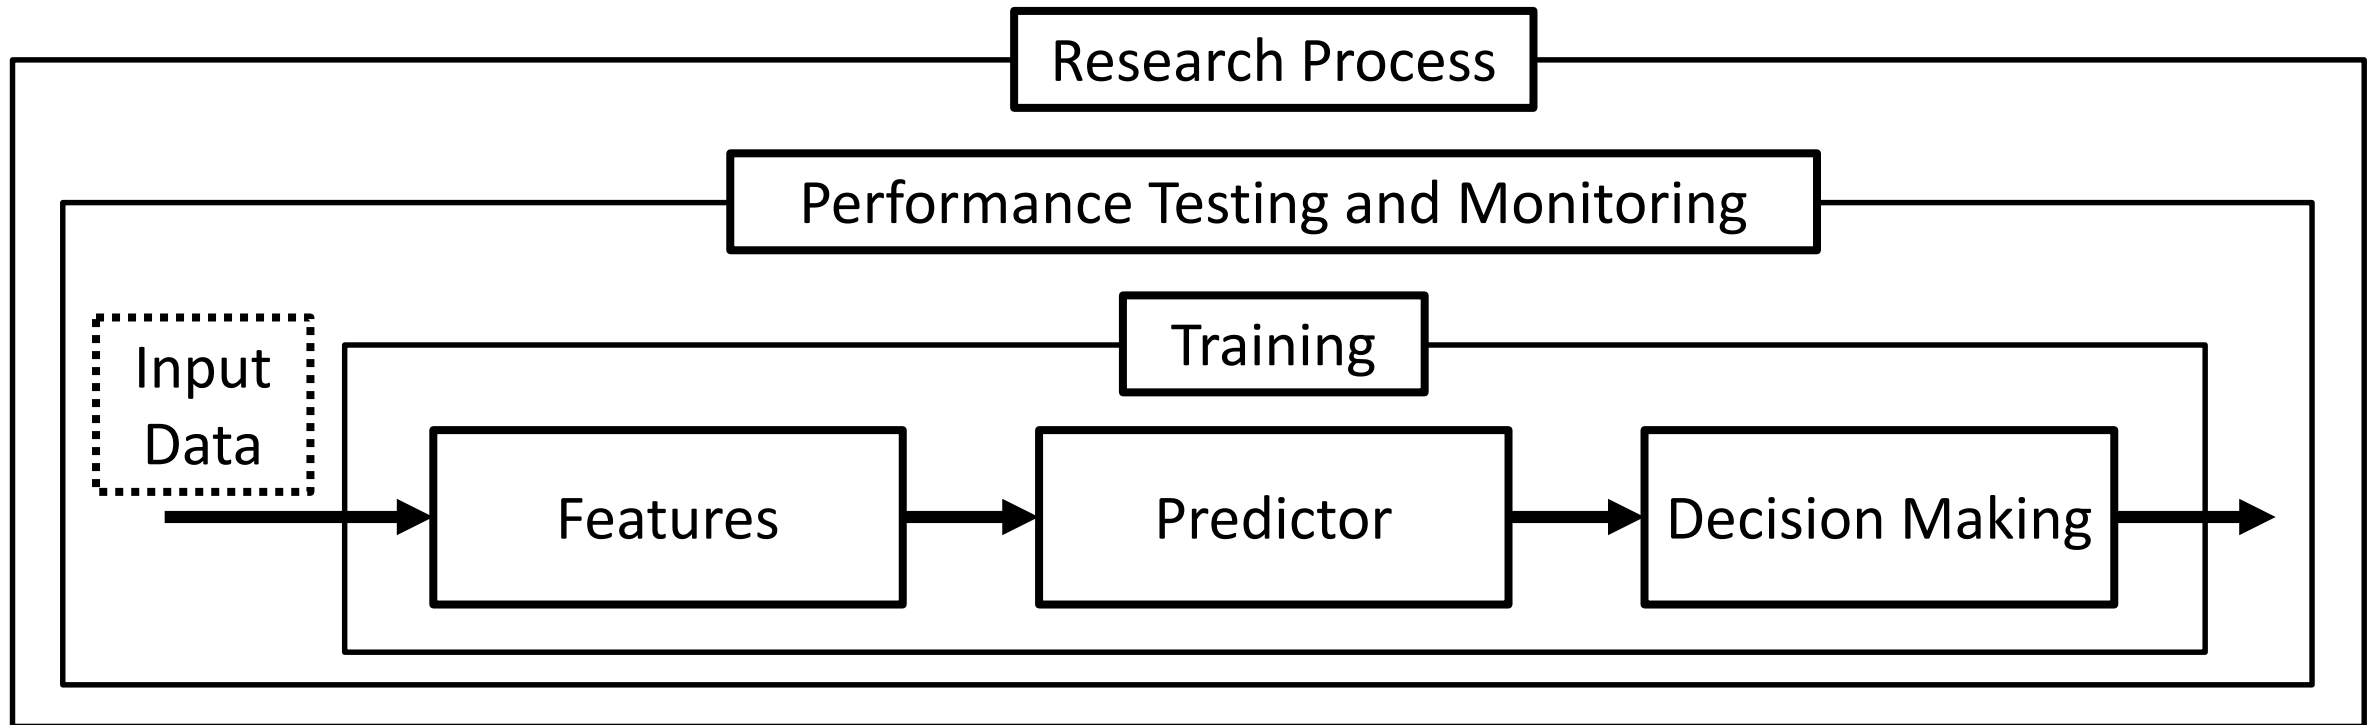 Research Process
Performance Testing and Monitoring
Training
Input
Data
Features
Predictor
Decision Making